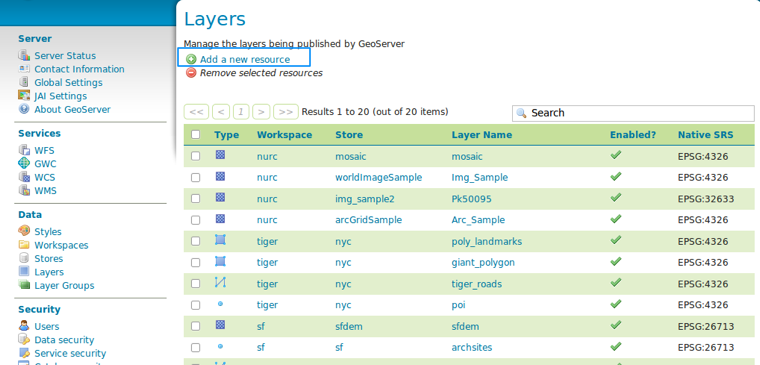 Server
Server Status
Contact Information
Global Settings
JAI Settings
About GeoServer
Services
WFS
GWC
WCS
WMS
Data
Styles
Workspaces
Stores
Layers
Layer Groups
Security
Users
Data security
Service security
Layers
Manage the layers being published by GeoServer
Add a new resource
Remove selected resources
<< < 1 > >> Results 1 to 20 (out of 20 items) Search
Type Workspace Store Layer Name Enabled? Native SRS
nurc mosaic mosaic EPSG:4326
nurc worldImageSample Img_Sample EPSG:4326
nurc img_sample2 Pk50095 EPSG:32633
nurc arcGridSample Arc_Sample EPSG:4326
tiger nyc poly_landmarks EPSG:4326
tiger nyc giant_polygon EPSG:4326
tiger nyc tiger_roads EPSG:4326
tiger nyc poi EPSG:4326
sf sfdem sfdem EPSG:26713
sf sf archsites EPSG:26713